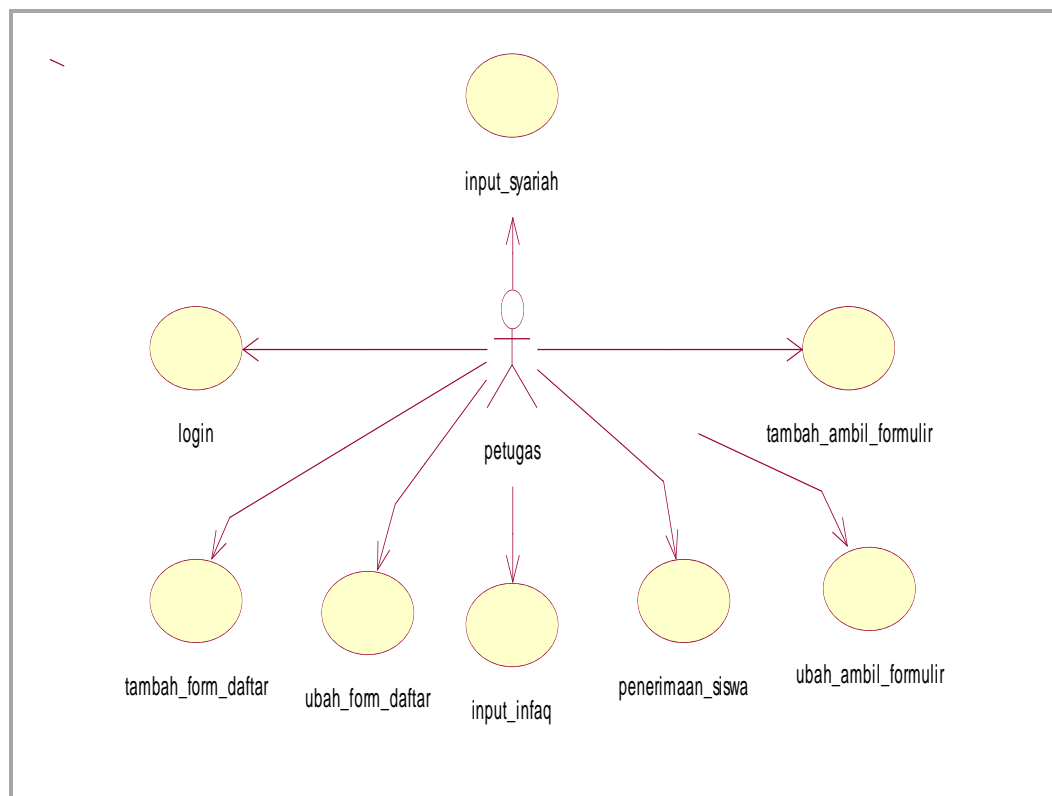 input_syariah
login
petugas
tambah_ambil_formulir
tambah_form_daftar
ubah_form_daftar
input_infaq
penerimaan_siswa
ubah_ambil_formulir